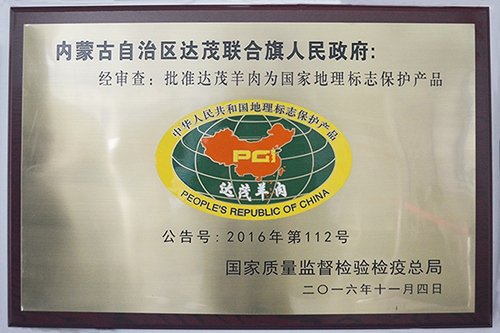 内蒙古自治区达茂联合旗人民政府：
经审查：批准达茂羊肉为国家地理标志保护产品
中华人民共和国地理标志保护产品
PGI
达茂羊肉
PEOPLE'S REPUBLIC OF CHINA
公告号：2016年第112号
国家质量监督检验检疫总局
二〇一六年十一月四日